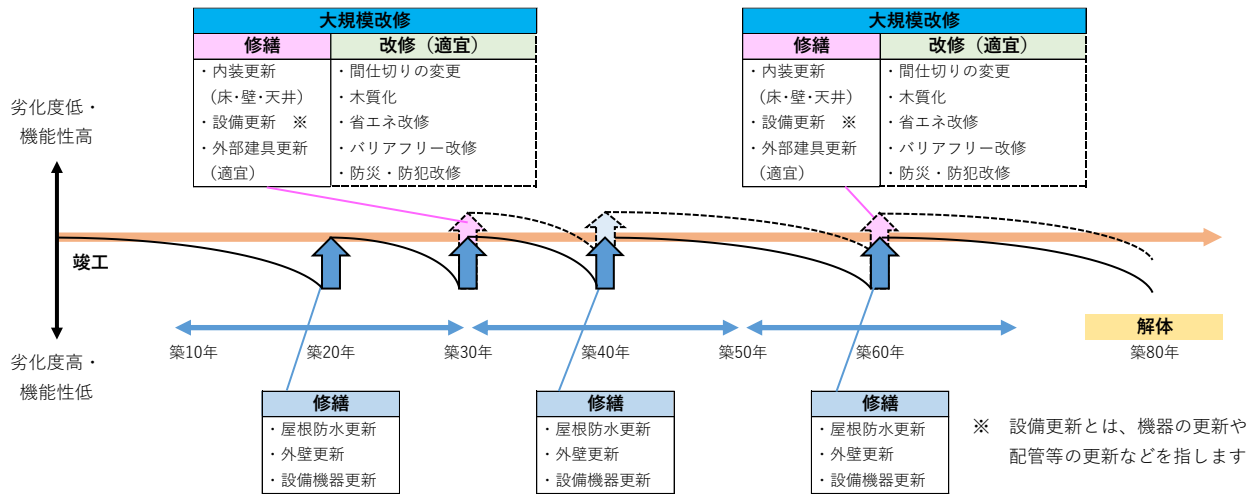 大規模改修
修繕
改修（適宜）
・内装更新
（床・壁・天井）
・設備更新　※
・外部建具更新
（適宜）
・間仕切りの変更
・木質化
・省エネ改修
・バリアフリー改修
・防災・防犯改修
大規模改修
修繕
改修（適宜）
・内装更新
（床・壁・天井）
・設備更新　※
・外部建具更新
（適宜）
・間仕切りの変更
・木質化
・省エネ改修
・バリアフリー改修
・防災・防犯改修
劣化度低・
機能性高
竣工
劣化度高・
機能性低
築10年
築20年
築30年
築40年
築50年
築60年
解体
築80年
修繕
・屋根防水更新
・外壁更新
・設備機器更新
修繕
・屋根防水更新
・外壁更新
・設備機器更新
修繕
・屋根防水更新
・外壁更新
・設備機器更新
※　設備更新とは、機器の更新や
配管等の更新などを指します